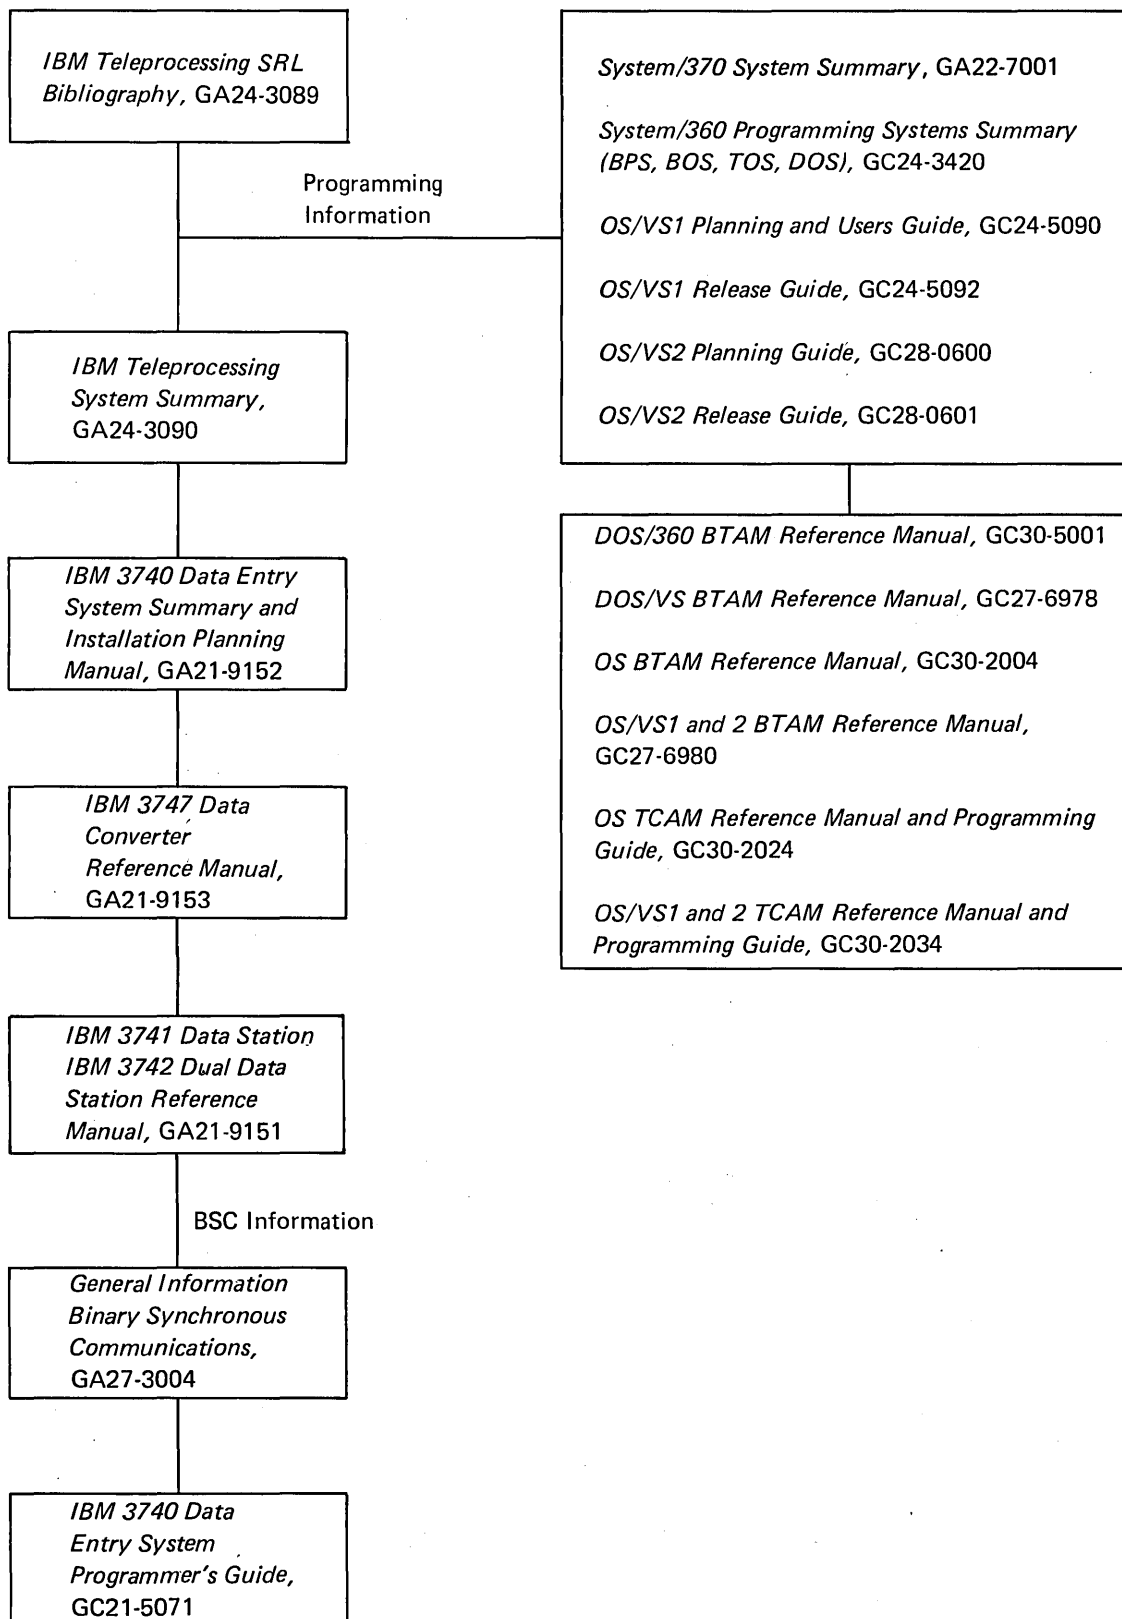 IBM Teleprocessing SRL
Bibliography, GA24-3089
Programming
Information
System/370 System Summary, GA22-7001
System/360 Programming Systems Summary
(BPS, BOS, TOS, DOS), GC24-3420
OS/VS1 Planning and Users Guide, GC24-5090
OS/VS1 Release Guide, GC24-5092
OS/VS2 Planning Guide, GC28-0600
OS/VS2 Release Guide, GC28-0601
IBM Teleprocessing
System Summary,
GA24-3090
DOS/360 BTAM Reference Manual, GC30-5001
DOS/VS BTAM Reference Manual, GC27-6978
OS BTAM Reference Manual, GC30-2004
OS/VS1 and 2 BTAM Reference Manual,
GC27-6980
OS TCAM Reference Manual and Programming
Guide, GC30-2024
OS/VS1 and 2 TCAM Reference Manual and
Programming Guide, GC30-2034
IBM 3740 Data Entry
System Summary and
Installation Planning
Manual, GA21-9152
IBM 3747 Data
Converter
Reference Manual,
GA21-9153
IBM 3741 Data Station
IBM 3742 Dual Data
Station Reference
Manual, GA21-9151
BSC Information
General Information
Binary Synchronous
Communications,
GA27-3004
IBM 3740 Data
Entry System
Programmer's Guide,
GC21-5071